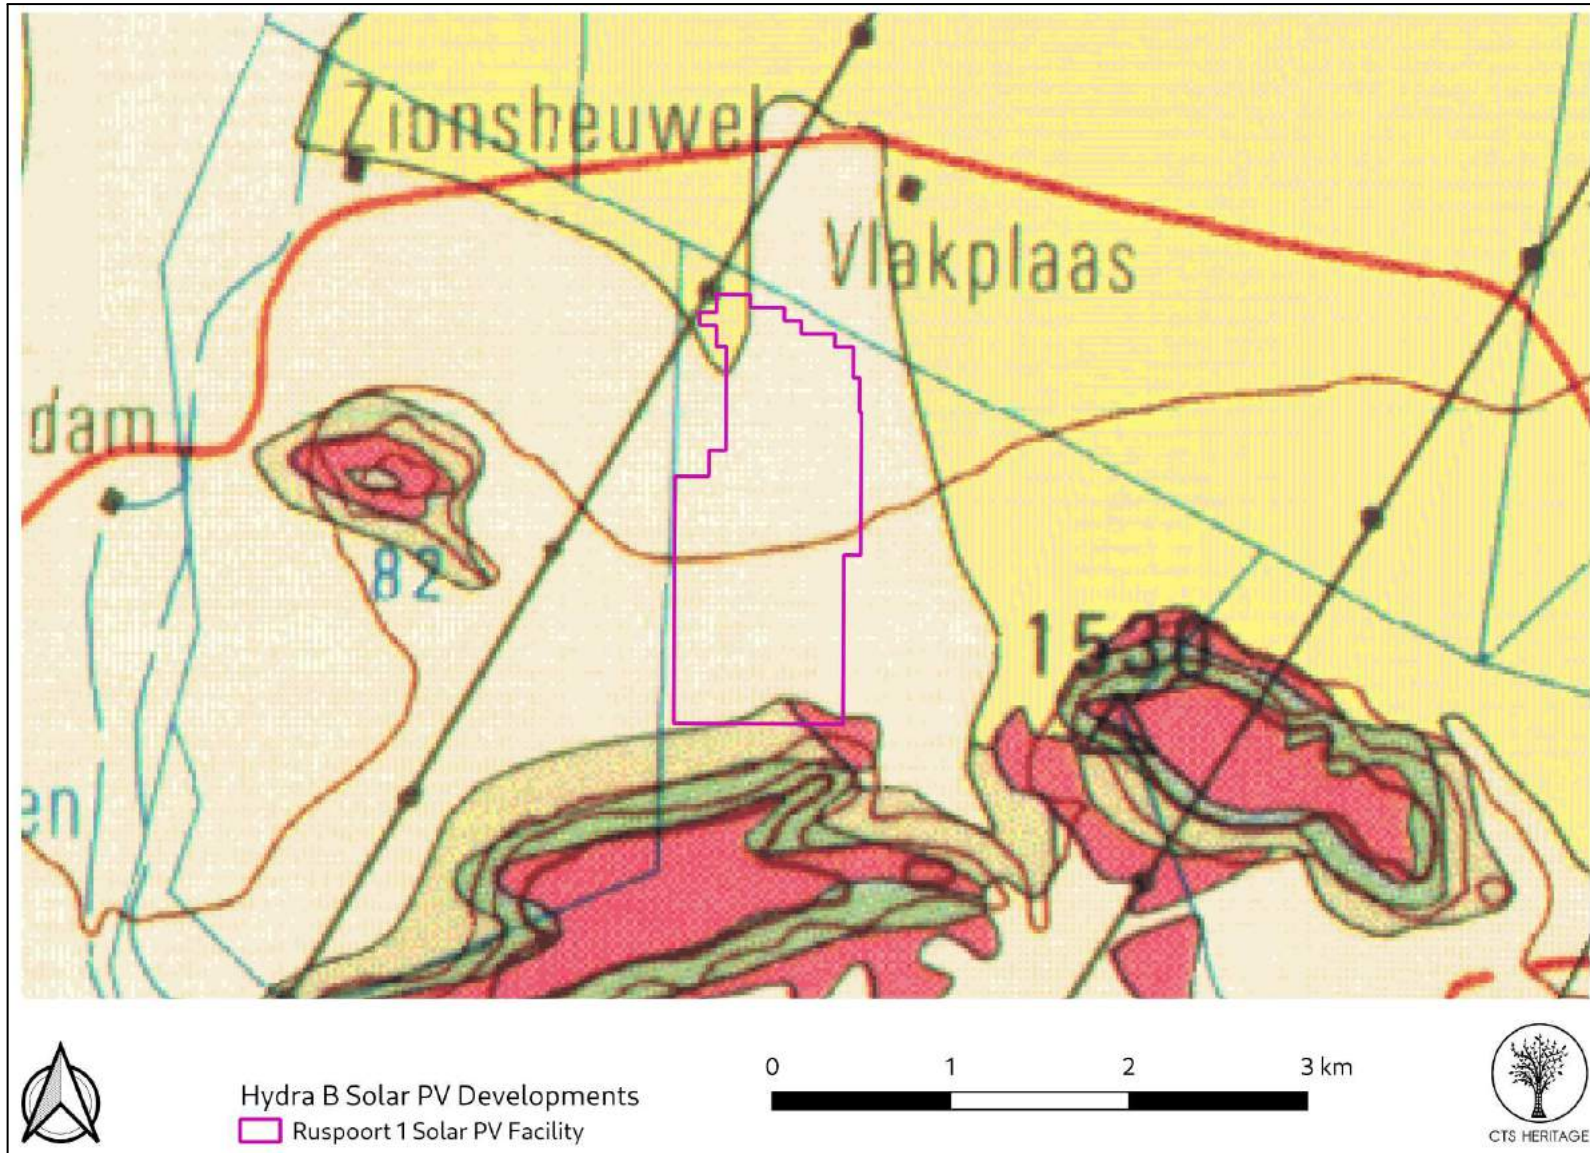 Zionsheuwel
Vlakplaas
dam
82
1530
en
0 1 2 3 km
Hydra B Solar PV Developments
Ruspoort 1 Solar PV Facility
CTS HERITAGE